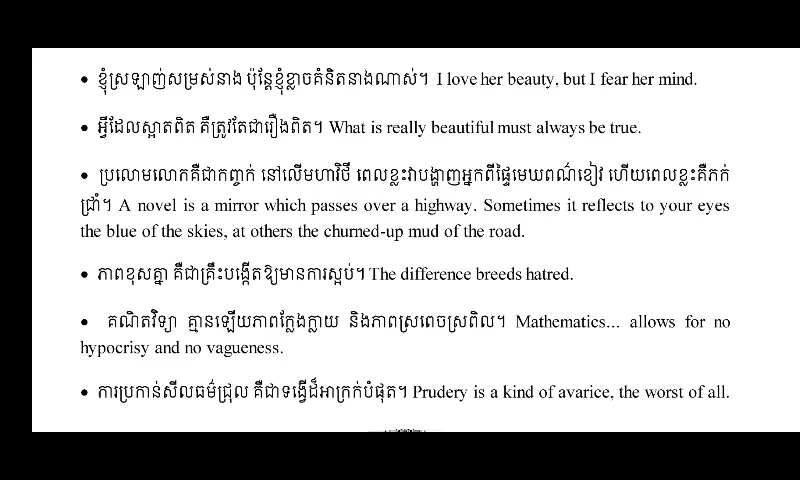 • ខ្ញុំស្រឡាញ់សម្រស់នាង ប៉ុន្តែខ្ញុំខ្លាចគំនិតនាងណាស់។ I love her beauty, but I fear her mind.
• អ្វីដែលស្អាតពិត គឺត្រូវតែជារឿងពិត។ What is really beautiful must always be true.
• ប្រលោមលោកគឺជាកញ្ចក់ នៅលើមហាវិថី ពេលខ្លះវាបង្ហាញអ្នកពីផ្ទៃមេឃពណ៌ខៀវ ហើយពេលខ្លះគឺភក់
ជ្រាំ។ A novel is a mirror which passes over a highway. Sometimes it reflects to your eyes
the blue of the skies, at others the churned-up mud of the road.
• ភាពខុសគ្នា គឺជាគ្រឹះបង្កើតឱ្យមានការស្អប់។ The difference breeds hatred.
• គណិតវិទ្យា គ្មានឡើយភាពក្លែងក្លាយ និងភាពស្រពេចស្រពិល។ Mathematics... allows for no
hypocrisy and no vagueness.
• ការប្រកាន់សីលធម៌ជ្រុល គឺជាទង្វើដ៏អាក្រក់បំផុត។ Prudery is a kind of avarice, the worst of all.